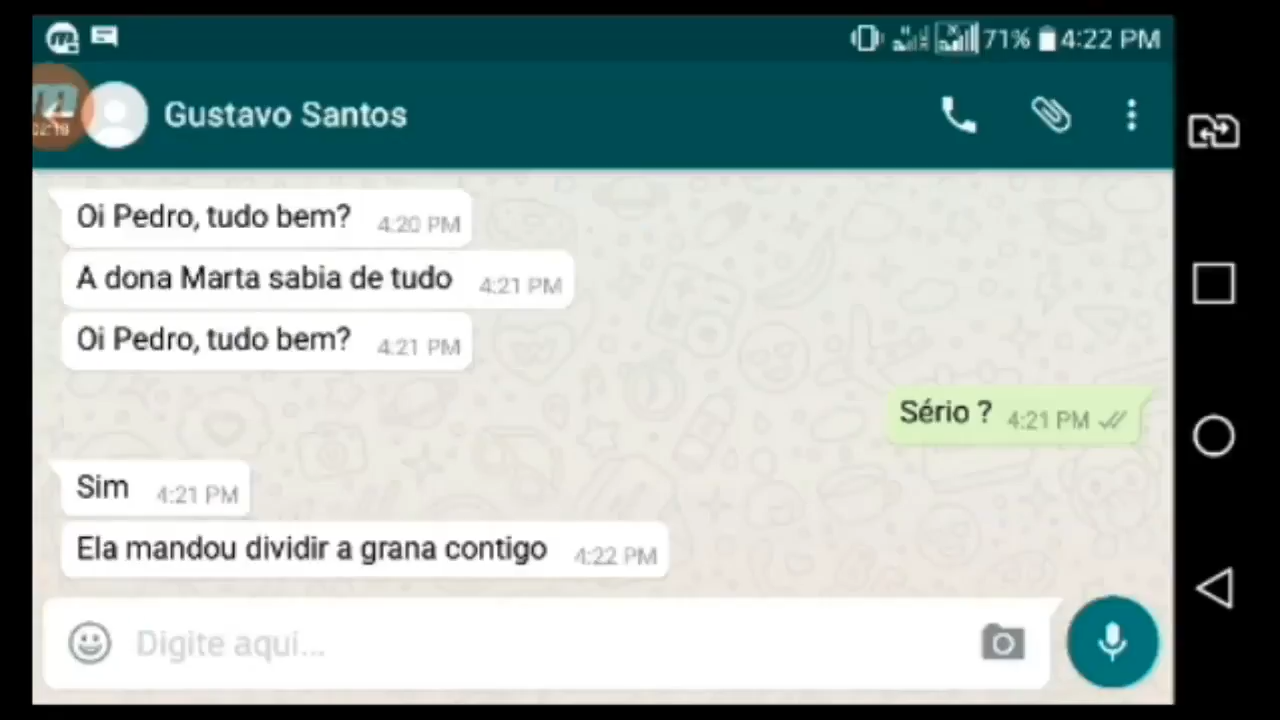 71% 4:22 PM
02:18
Gustavo Santos
Oi Pedro, tudo bem? 4:20 PM
A dona Marta sabia de tudo 4:21 PM
Oi Pedro, tudo bem? 4:21 PM
Sério ? 4:21 PM
Sim 4:21 PM
Ela mandou dividir a grana contigo 4:22 PM
Digite aqui...